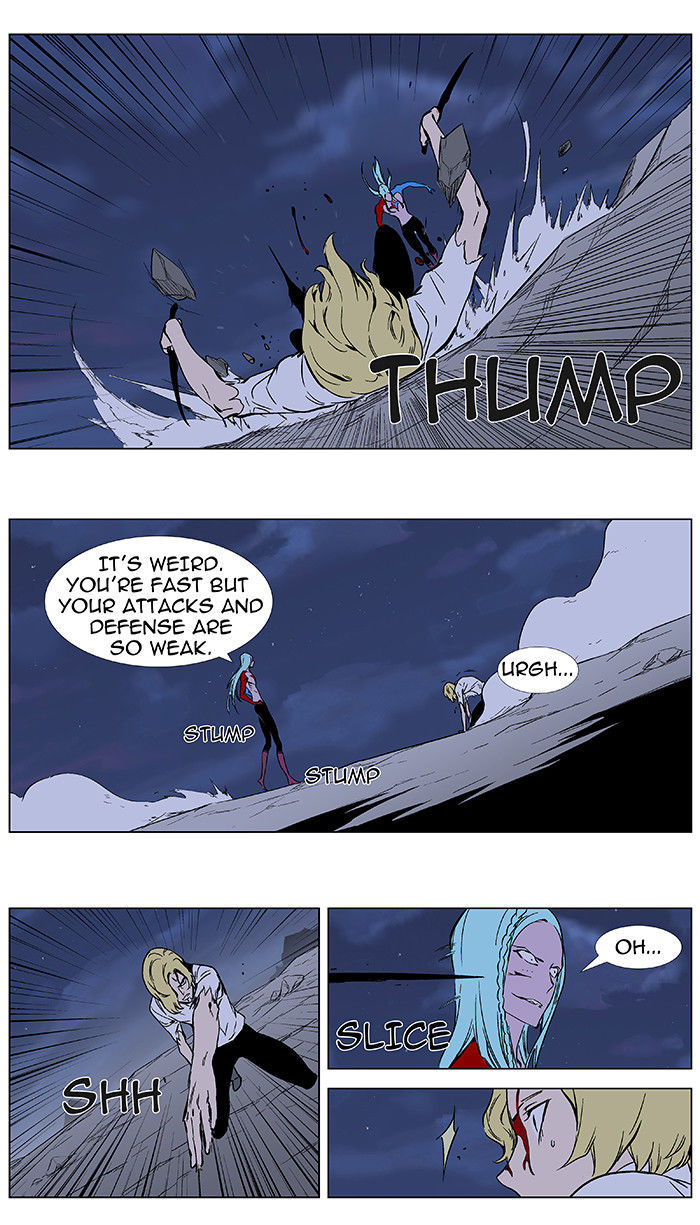 THUMP
IT'S WEIRD.
YOU'RE FAST BUT
YOUR ATTACKS AND
DEFENSE ARE
SO WEAK.
URGH...
STUMP
STUMP
SHH
OH...
SLICE